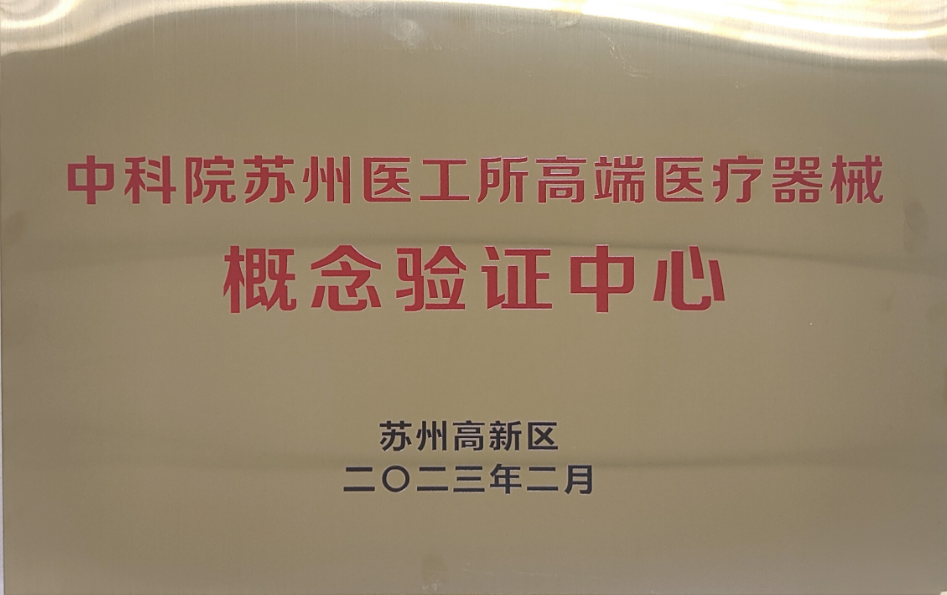 中科院苏州医工所高端医疗器械
概念验证中心
苏州高新区
二〇二三年二月